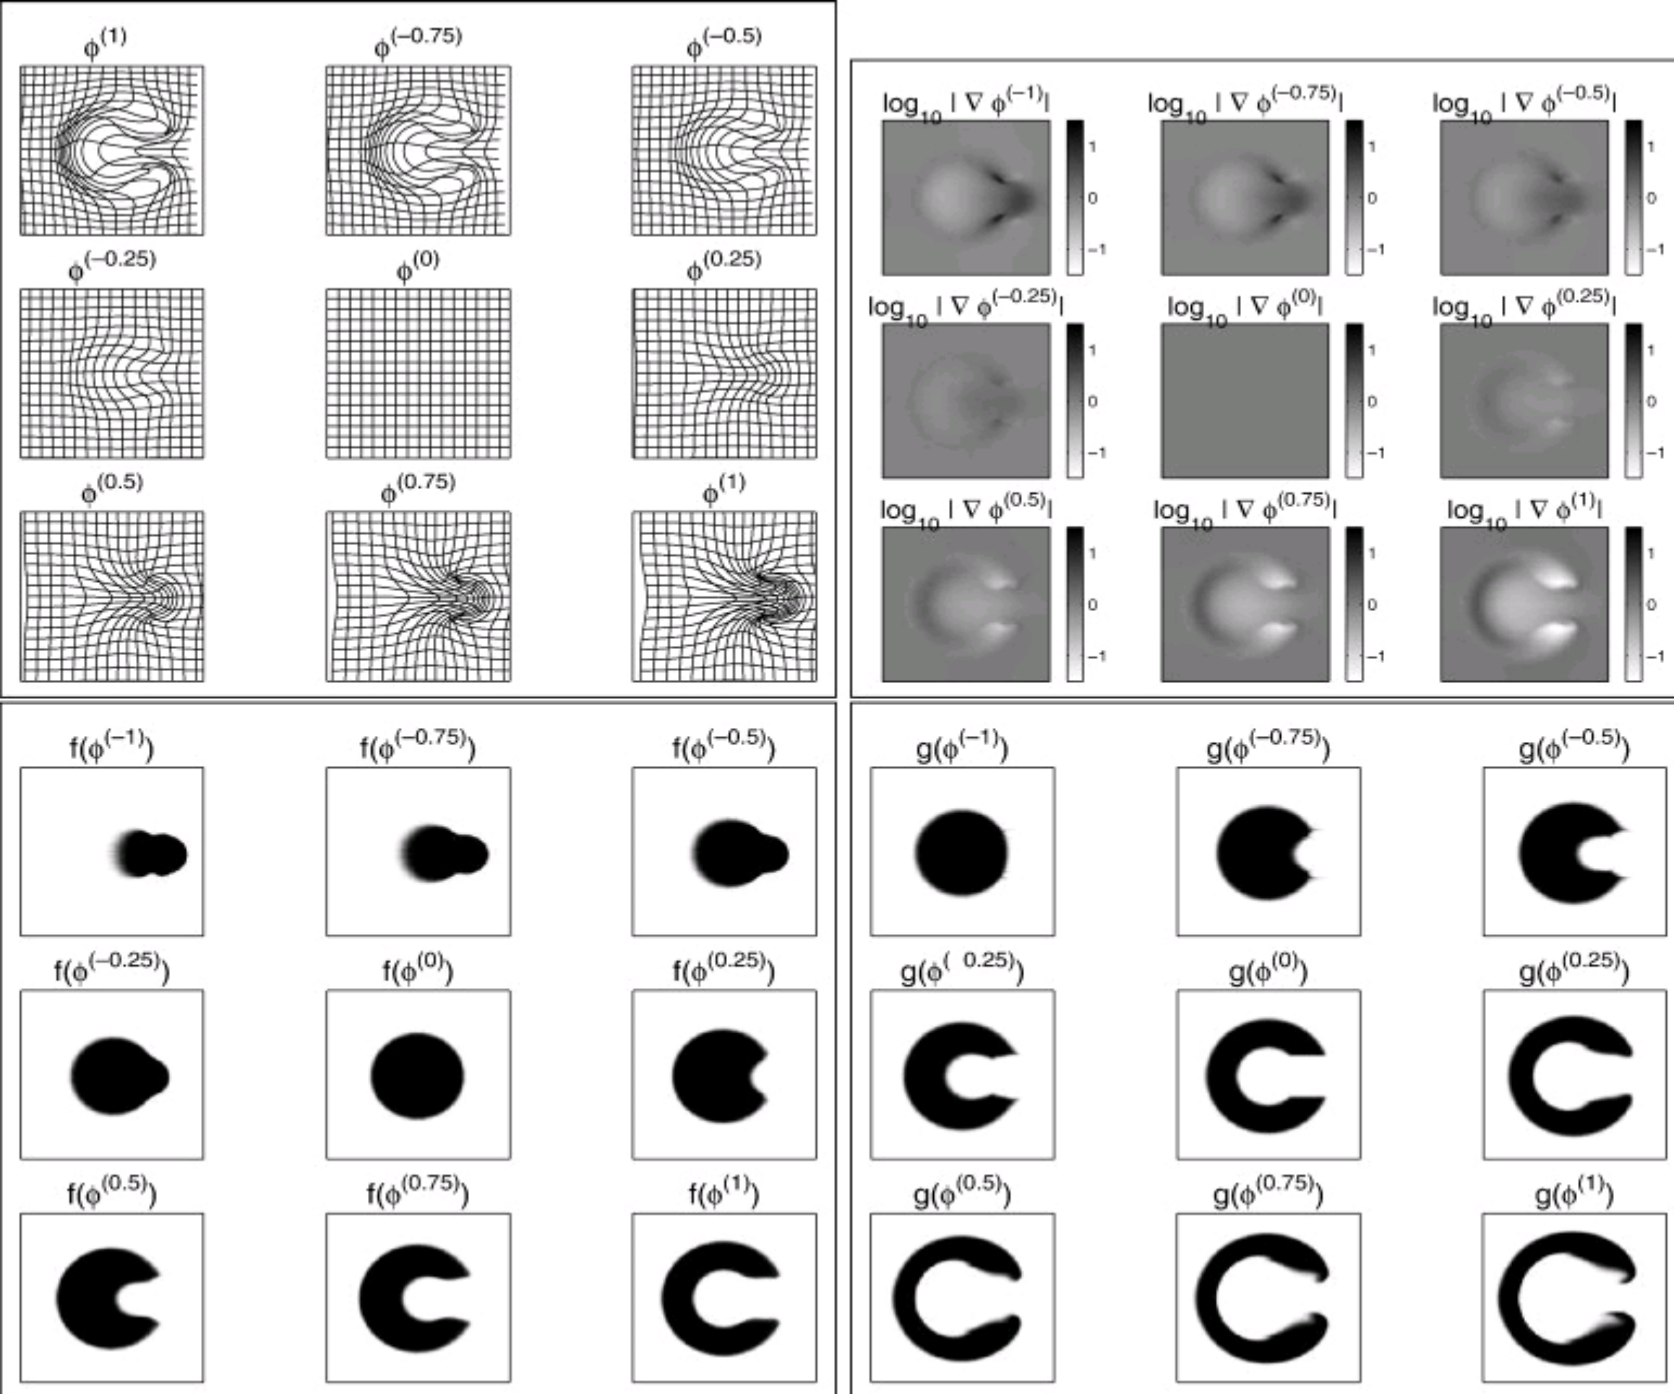 φ(1) φ(−0.75) φ(−0.5)
φ(−0.25) φ(0) φ(0.25)
φ(0.5) φ(0.75) φ(1)
log10 | ∇ φ(−1)| log10 | ∇ φ(−0.75)| log10 | ∇ φ(−0.5)|
1 1 1
0 0 0
−1 −1 −1
log10 | ∇ φ(−0.25)| log10 | ∇ φ(0)| log10 | ∇ φ(0.25)|
1 1 1
0 0 0
−1 −1 −1
log10 | ∇ φ(0.5)| log10 | ∇ φ(0.75)| log10 | ∇ φ(1)|
1 1 1
0 0 0
−1 −1 −1
f(φ(−1)) f(φ(−0.75)) f(φ(−0.5))
f(φ(−0.25)) f(φ(0)) f(φ(0.25))
f(φ(0.5)) f(φ(0.75)) f(φ(1))
g(φ(−1)) g(φ(−0.75)) g(φ(−0.5))
g(φ( 0.25)) g(φ(0)) g(φ(0.25))
g(φ(0.5)) g(φ(0.75)) g(φ(1))